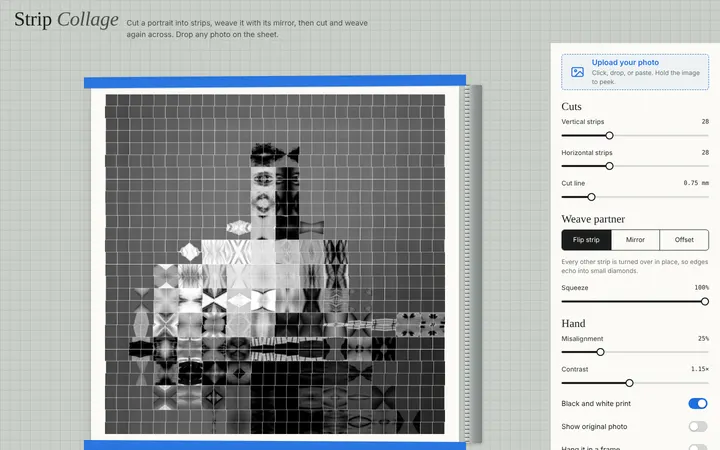 Strip Collage
Cut a portrait into strips, weave it with its mirror, then cut and weave
again across. Drop any photo on the sheet.
Upload your photo
Click, drop, or paste. Hold the image
to peek.
Cuts
Vertical strips 28
Horizontal strips 28
Cut line 0.75 mm
Weave partner
Flip strip Mirror Offset
Every other strip is turned over in place, so edges
echo into small diamonds.
Squeeze 100%
Hand
Misalignment 25%
Contrast 1.15×
Black and white print
Show original photo
Hang it in a frame